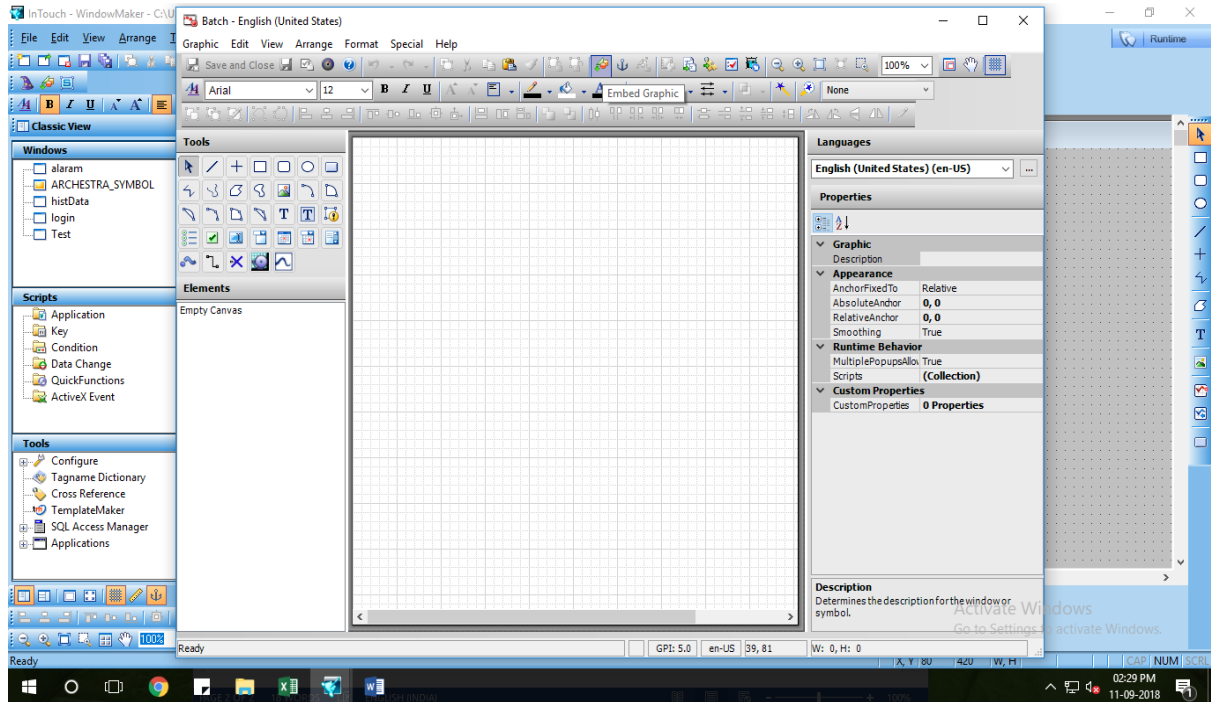 InTouch - WindowMaker - C:\U
File Edit View Arrange T
Runtime
B I U A A
Classic View
Windows
alaram
ARCHESTRA_SYMBOL
histData
login
Test
Scripts
Application
Key
Condition
Data Change
QuickFunctions
ActiveX Event
Tools
Configure
Tagname Dictionary
Cross Reference
TemplateMaker
SQL Access Manager
Applications
100%
Ready
Batch - English (United States)
Graphic Edit View Arrange Format Special Help
Save and Close 100%
Arial 12 B I U A A A None
Embed Graphic
Tools
T T
Elements
Empty Canvas
Languages
English (United States) (en-US) ...
Properties
Graphic
Description
Appearance
AnchorFixedTo Relative
AbsoluteAnchor 0, 0
RelativeAnchor 0, 0
Smoothing True
Runtime Behavior
MultiplePopupsAllov True
Scripts (Collection)
Custom Properties
CustomProperties 0 Properties
Description
Determines the description for the window or
symbol.
Ready GPI: 5.0 en-US 39, 81 W: 0, H: 0
T
Activate Windows
Go to Settings to activate Windows.
X, Y 80 420 W, H CAP NUM SCRL
ENGLISH (INDIA) 100%
02:29 PM
11-09-2018
1